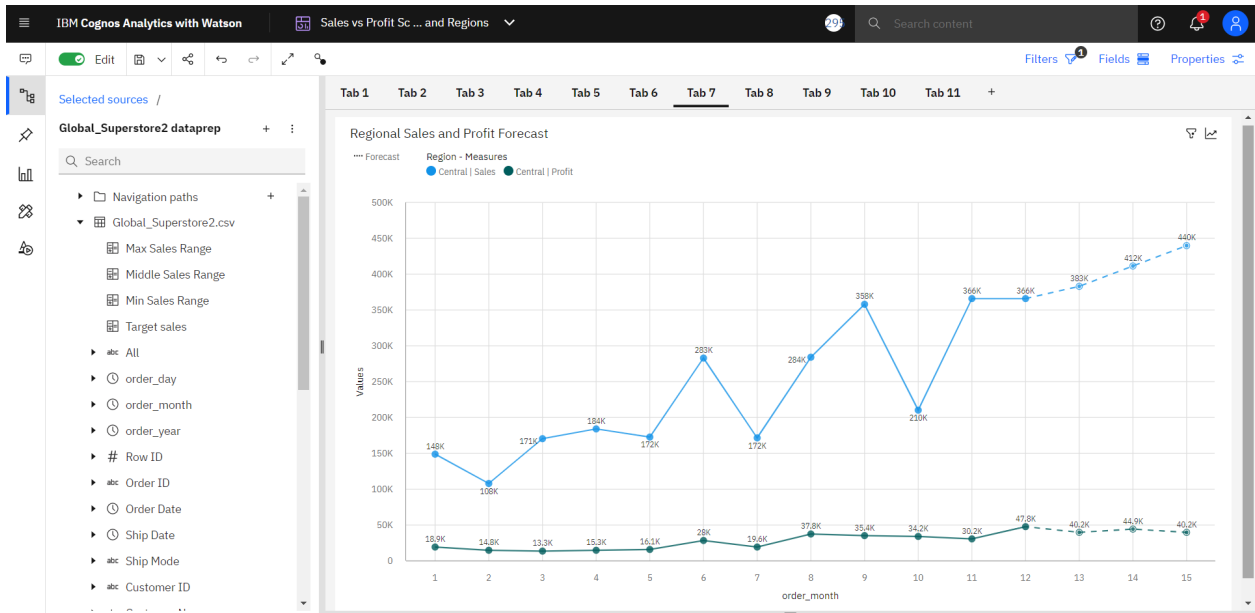 IBM Cognos Analytics with Watson
Sales vs Profit Sc ... and Regions
295
Search content
1
Edit
Filters
1
Fields
Properties
Selected sources /
Global_Superstore2 dataprep
Search
Navigation paths
Global_Superstore2.csv
Max Sales Range
Middle Sales Range
Min Sales Range
Target sales
abc All
order_day
order_month
order_year
# Row ID
abc Order ID
Order Date
Ship Date
abc Ship Mode
abc Customer ID
Tab 1 Tab 2 Tab 3 Tab 4 Tab 5 Tab 6 Tab 7 Tab 8 Tab 9 Tab 10 Tab 11 +
Regional Sales and Profit Forecast
Forecast
Region - Measures
Central | Sales Central | Profit
Values
500K
450K
400K
350K
300K
250K
200K
150K
100K
50K
0
148K
108K
171K
184K
172K
283K
172K
284K
358K
210K
366K
366K
383K
412K
440K
18.9K
14.8K
13.3K
15.3K
16.1K
28K
19.6K
37.8K
35.4K
34.2K
30.2K
47.8K
40.2K
44.9K
40.2K
1 2 3 4 5 6 7 8 9 10 11 12 13 14 15
order_month